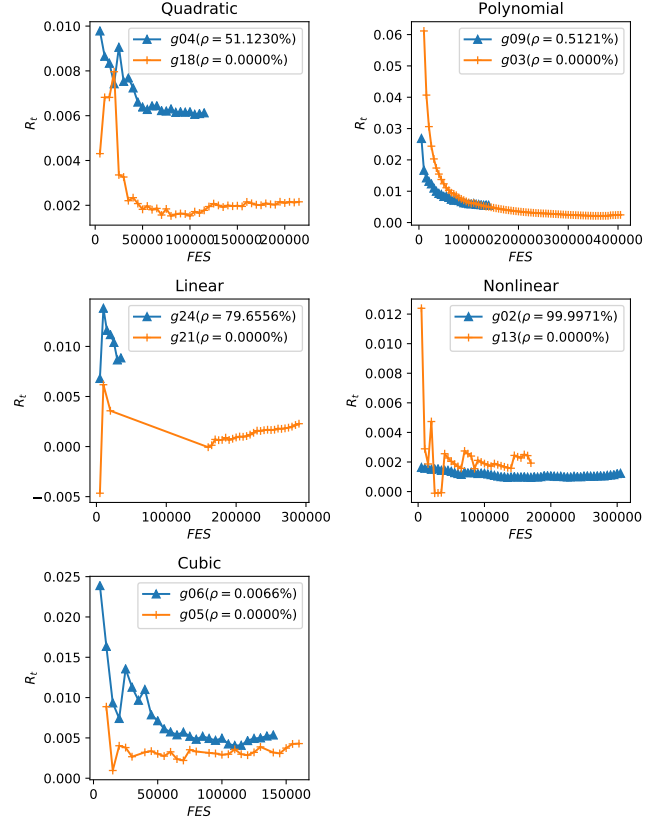 Quadratic
0.010
0.008
0.006
0.004
0.002
R_t
g04(ρ = 51.1230%)
g18(ρ = 0.0000%)
0 50000 100000 150000 200000
FES
Polynomial
0.06
0.05
0.04
0.03
0.02
0.01
0.00
R_t
g09(ρ = 0.5121%)
g03(ρ = 0.0000%)
0 100000 200000 300000 400000
FES
Linear
0.010
0.005
0.000
−0.005
R_t
g24(ρ = 79.6556%)
g21(ρ = 0.0000%)
0 100000 200000 300000
FES
Nonlinear
0.012
0.010
0.008
0.006
0.004
0.002
0.000
R_t
g02(ρ = 99.9971%)
g13(ρ = 0.0000%)
0 100000 200000 300000
FES
Cubic
0.025
0.020
0.015
0.010
0.005
0.000
R_t
g06(ρ = 0.0066%)
g05(ρ = 0.0000%)
0 50000 100000 150000
FES